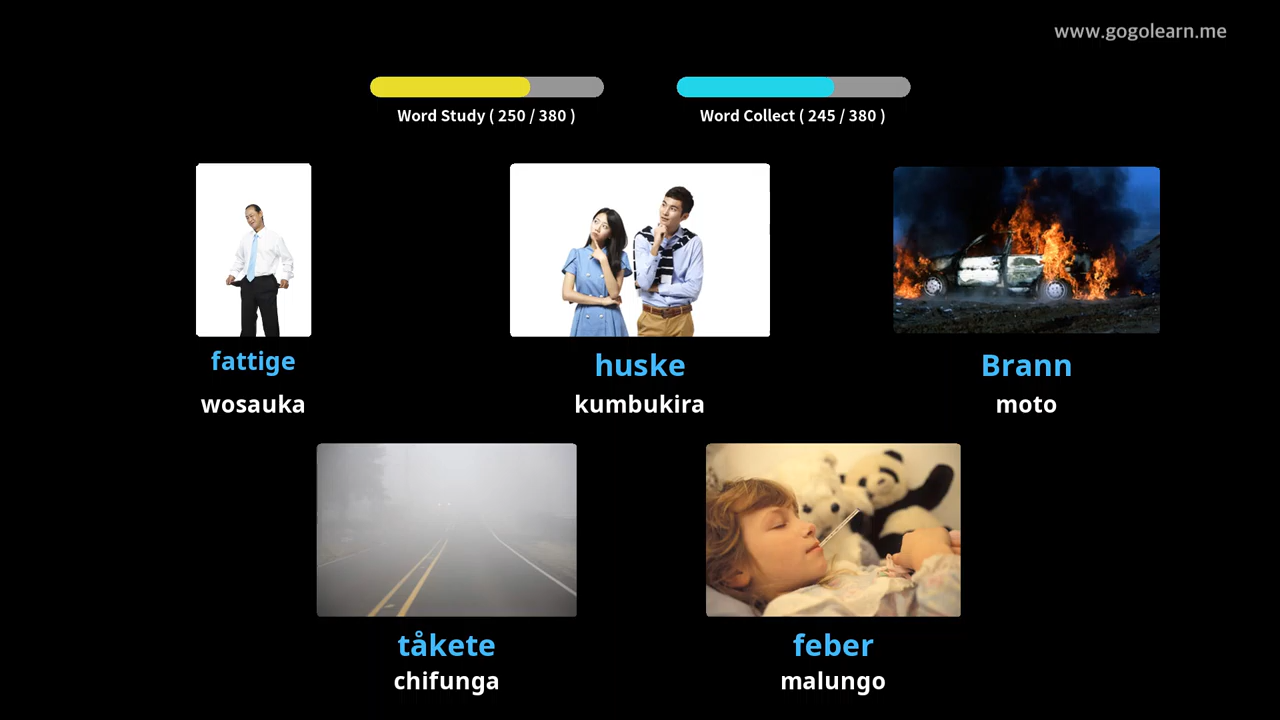 www.gogolearn.me
Word Study ( 250 / 380 )
Word Collect ( 245 / 380 )
fattige
wosauka
huske
kumbukira
Brann
moto
tåkete
chifunga
feber
malungo